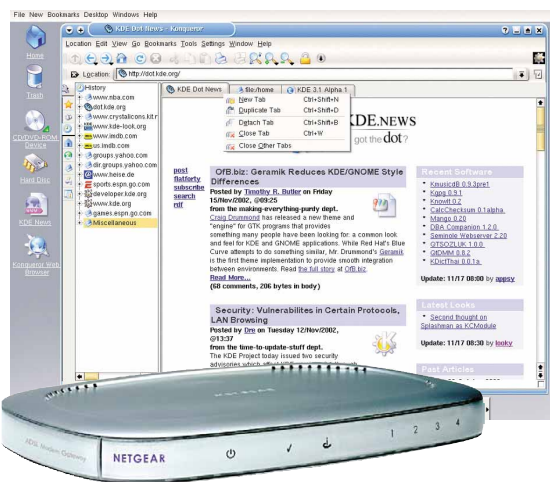 File New Bookmarks Desktop Windows Help
KDE Dot News - Konqueror
Location Edit View Go Bookmarks Tools Settings Window Help
Location: http://dot.kde.org/
Home
Trash
CD/DVD-ROM Device
Hard Disc
KDE News
Konqueror Web Browser
History
www.nba.com
dot.kde.org
www.crystalicons.kit.r
www.kde-look.org
www.imdb.com
us.imdb.com
groups.yahoo.com
dir.groups.yahoo.com
www.heise.de
sports.espn.go.com
developer.kde.org
www.kde.org
games.espn.go.com
Miscellaneous
KDE Dot News
file:/home
KDE 3.1 Alpha 1
New Tab Ctrl+Shift+N
Duplicate Tab Ctrl+Shift+D
Detach Tab Ctrl+Shift+B
Close Tab Ctrl+W
Close Other Tabs
KDE.NEWS
got the dot?
post
flatforty
subscribe
search
rdf
OfB.biz: Geramik Reduces KDE/GNOME Style
Differences
Posted by Timothy R. Butler on Friday
15/Nov/2002, @09:25
from the making-everything-purdy dept.
Craig Drummond has released a new theme and
"engine" for GTK programs that provides
something many people have been looking for: a common look
and feel for KDE and GNOME applications. While Red Hat's Blue
Curve attempts to do something similar, Mr. Drummond's Geramik
is the first theme implementation to provide smooth integration
between environments. Read the full story at OfB.biz.
Read More...
(68 comments, 206 bytes in body)
Security: Vulnerabilites in Certain Protocols,
LAN Browsing
Posted by Dre on Tuesday 12/Nov/2002,
@13:37
from the time-to-update-stuff dept.
The KDE Project today issued two security
Recent Software
KmusicdB 0.9.3pre1
Kgpg 0.9.1
KnowIt 0.2
CalcChecksum 0.1alpha
Mango 0.20
DBA Companion 1.2.0
Seminole Webserver 2.20
GTSOZLUK 1.0.0
QIDMM 0.8.2
KDictThai 0.0.1a
Update: 11/17 08:00 by appsy
Latest Looks
Second thought on
Splashman as KCModule
Update: 11/17 08:30 by looky
Past Articles
NETGEAR
ADSL Modem Gateway
NETGEAR
1 2 3 4